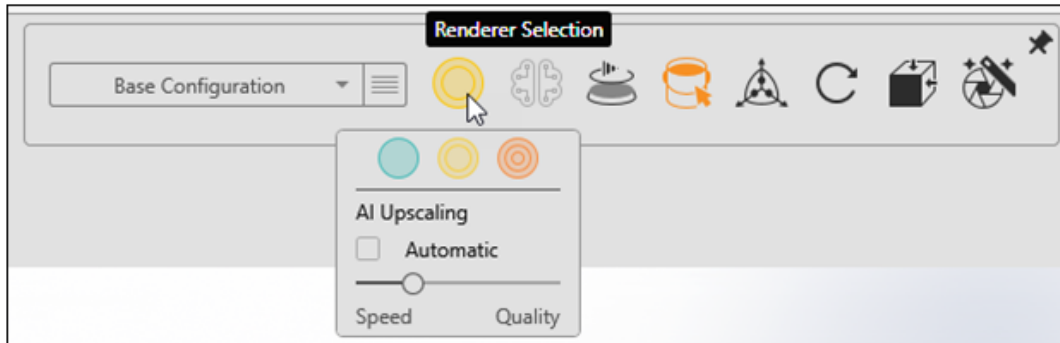 Renderer Selection
Base Configuration
AI Upscaling
Automatic
Speed Quality